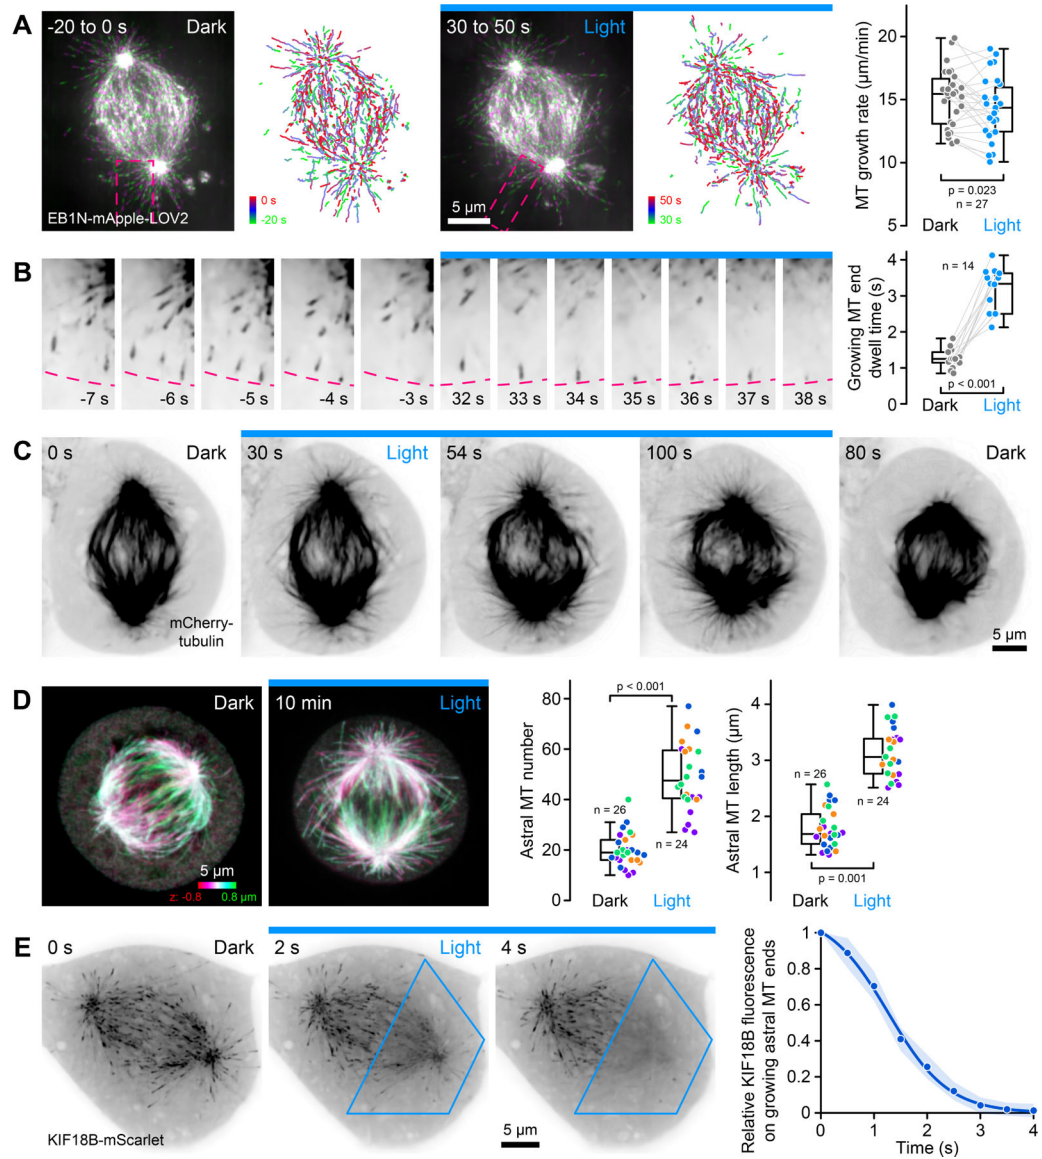 A
-20 to 0 s
Dark
EB1N-mApple-LOV2
0 s
-20 s
30 to 50 s
Light
5 µm
50 s
30 s
MT growth rate (µm/min)
20
15
10
5
p = 0.023
n = 27
Dark
Light
B
-7 s
-6 s
-5 s
-4 s
-3 s
32 s
33 s
34 s
35 s
36 s
37 s
38 s
Growing MT end
dwell time (s)
4
3
2
1
0
n = 14
p < 0.001
Dark
Light
C
0 s
Dark
mCherry-
tubulin
30 s
Light
54 s
100 s
80 s
Dark
5 µm
D
Dark
5 µm
z: -0.8
0.8 µm
10 min
Light
Astral MT number
80
60
40
20
0
p < 0.001
n = 26
n = 24
Dark
Light
Astral MT length (µm)
4
3
2
1
n = 26
n = 24
p = 0.001
Dark
Light
E
0 s
Dark
KIF18B-mScarlet
2 s
Light
4 s
5 µm
Relative KIF18B fluorescence
on growing astral MT ends
1
0.8
0.6
0.4
0.2
0
0
1
2
3
4
Time (s)